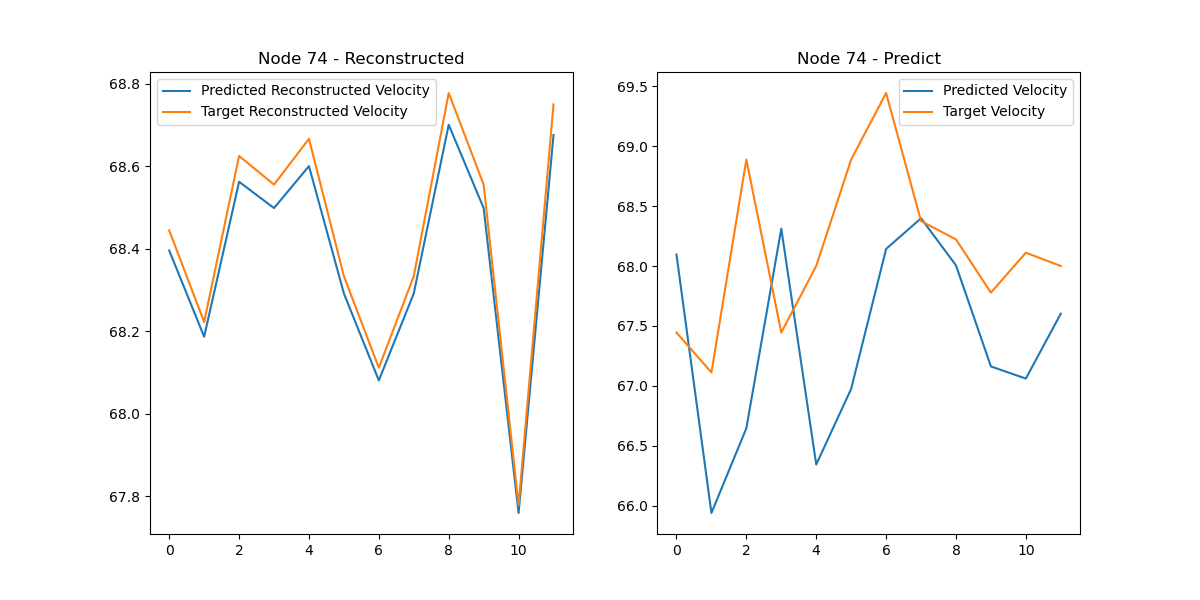 Node 74 - Reconstructed
Predicted Reconstructed Velocity
Target Reconstructed Velocity
68.8
68.6
68.4
68.2
68.0
67.8
0 2 4 6 8 10
Node 74 - Predict
Predicted Velocity
Target Velocity
69.5
69.0
68.5
68.0
67.5
67.0
66.5
66.0
0 2 4 6 8 10